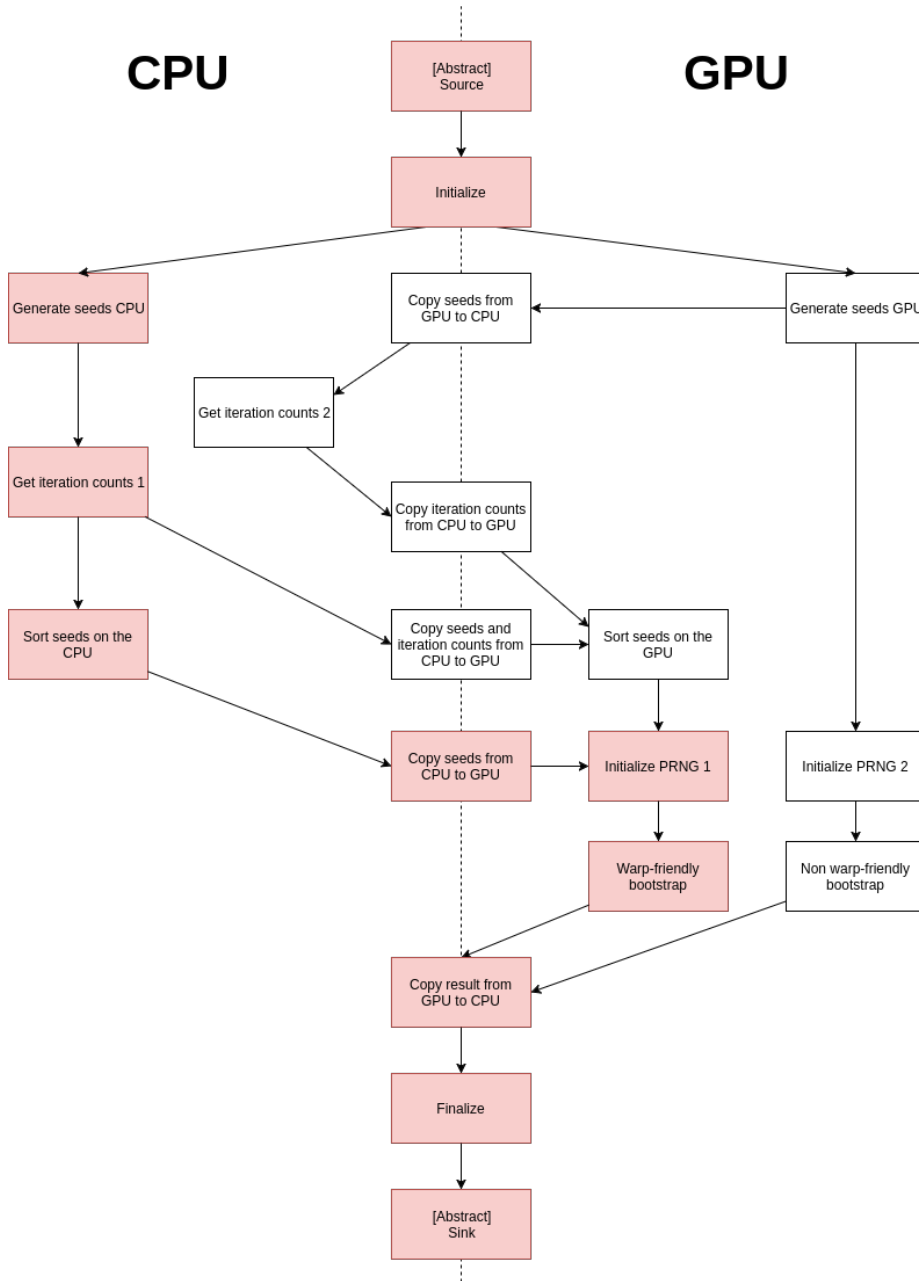 CPU
GPU
[Abstract]
Source
Initialize
Generate seeds CPU
Copy seeds from
GPU to CPU
Generate seeds GPU
Get iteration counts 2
Get iteration counts 1
Copy iteration counts
from CPU to GPU
Sort seeds on the
CPU
Copy seeds and
iteration counts from
CPU to GPU
Sort seeds on the
GPU
Copy seeds from
CPU to GPU
Initialize PRNG 1
Initialize PRNG 2
Warp-friendly
bootstrap
Non warp-friendly
bootstrap
Copy result from
GPU to CPU
Finalize
[Abstract]
Sink